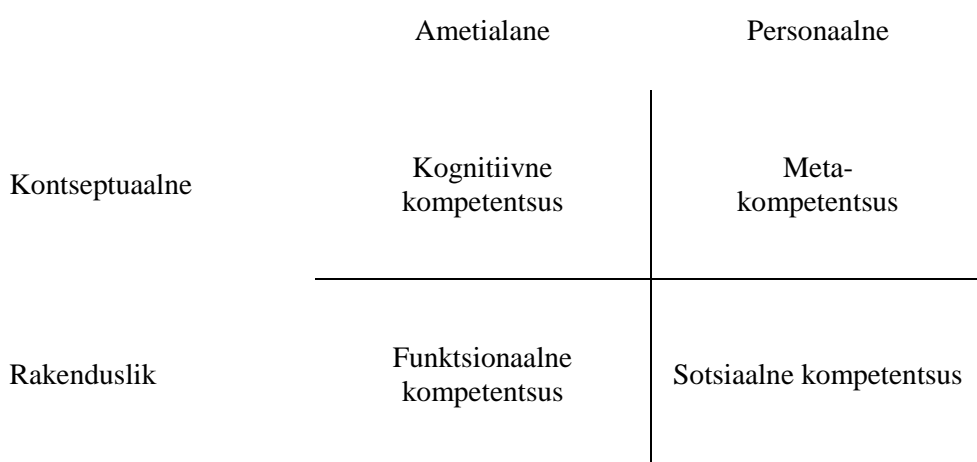 Ametialane Personaalne
Kontseptuaalne
Kognitiivne
kompetentsus
Meta-
kompetentsus
Rakenduslik
Funktsionaalne
kompetentsus
Sotsiaalne kompetentsus